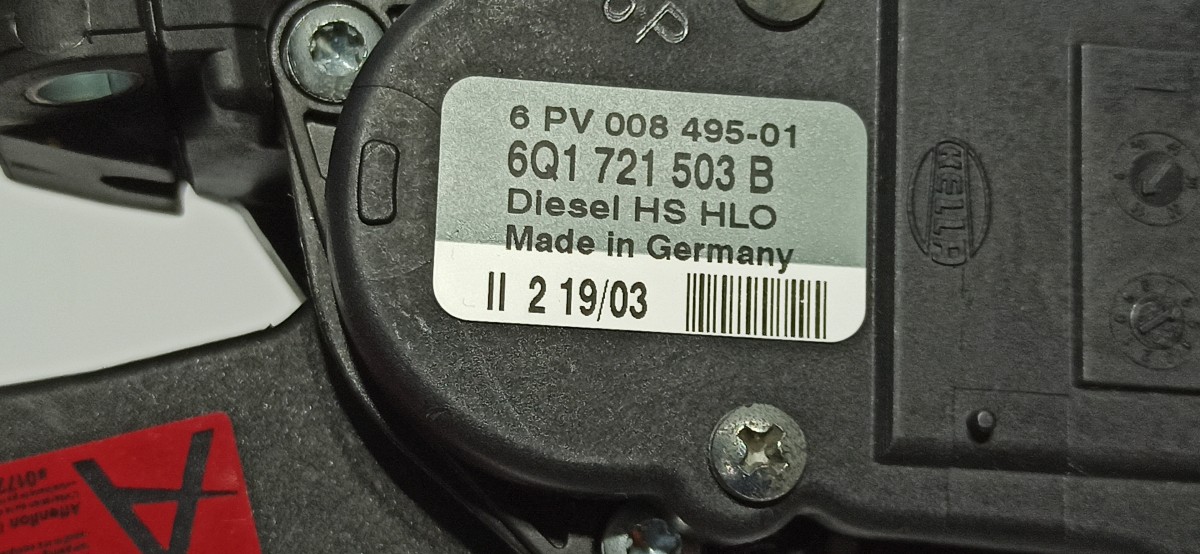 6 PV 008 495-01
6Q1 721 503 B
Diesel HS HLO
Made in Germany
II 2 19/03
HELLA
A